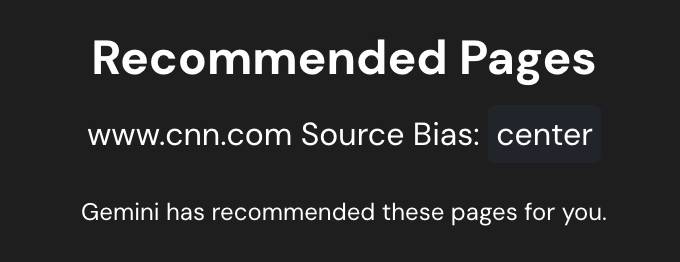 Recommended Pages
www.cnn.com Source Bias: center
Gemini has recommended these pages for you.